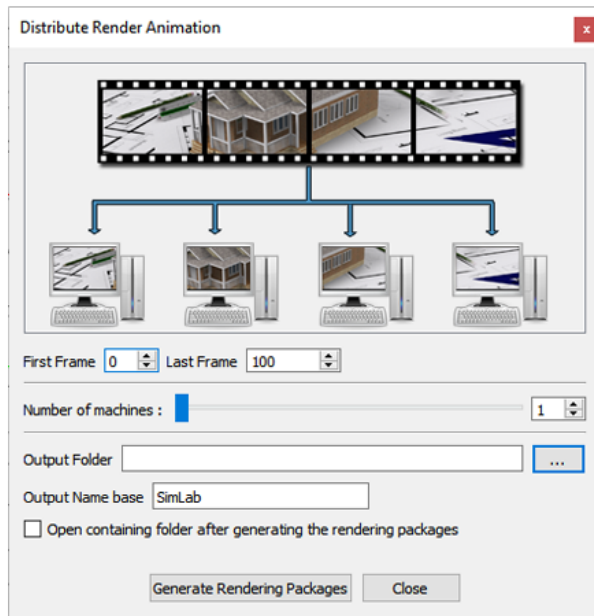 Distribute Render Animation
x
First Frame 0 Last Frame 100
Number of machines : 1
Output Folder ...
Output Name base SimLab
Open containing folder after generating the rendering packages
Generate Rendering Packages Close